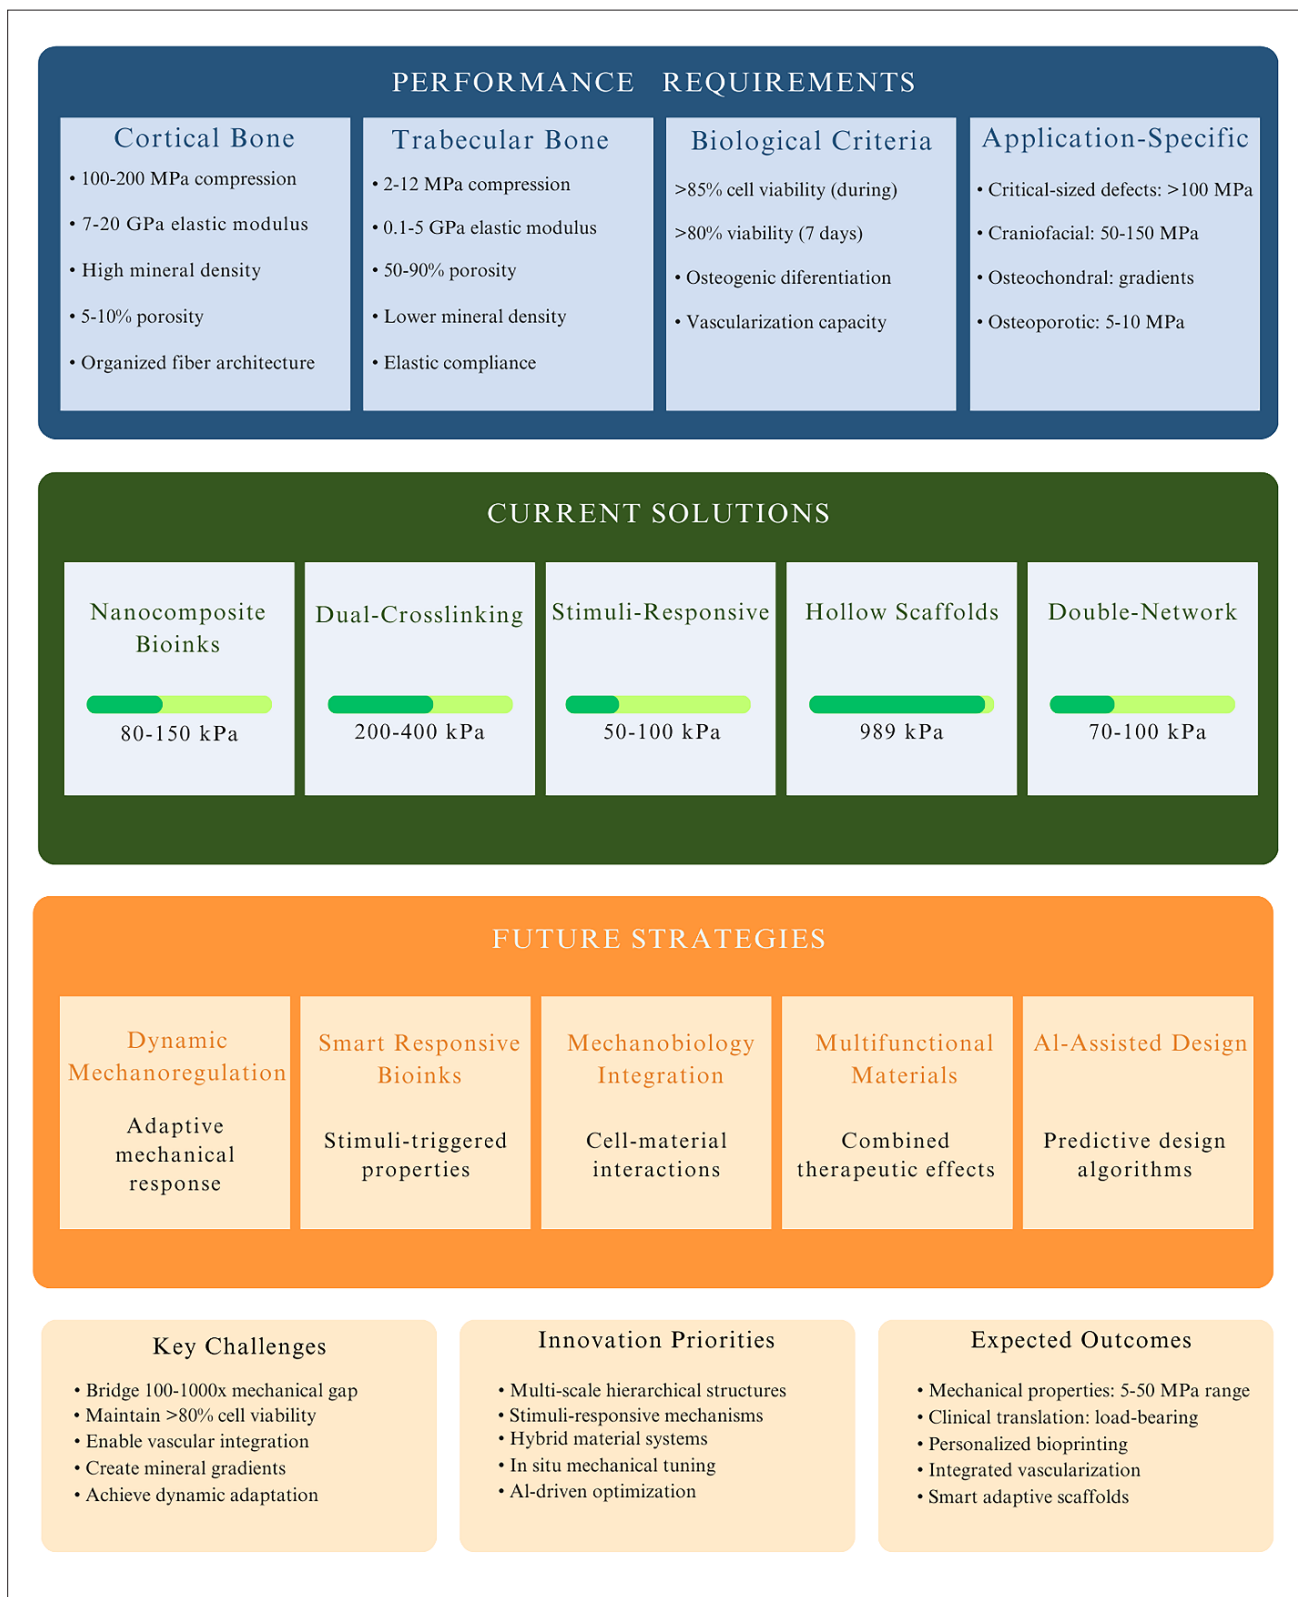 PERFORMANCE REQUIREMENTS
Cortical Bone
• 100-200 MPa compression
• 7-20 GPa elastic modulus
• High mineral density
• 5-10% porosity
• Organized fiber architecture
Trabecular Bone
• 2-12 MPa compression
• 0.1-5 GPa elastic modulus
• 50-90% porosity
• Lower mineral density
• Elastic compliance
Biological Criteria
>85% cell viability (during)
>80% viability (7 days)
• Osteogenic diferentiation
• Vascularization capacity
Application-Specific
• Critical-sized defects: >100 MPa
• Craniofacial: 50-150 MPa
• Osteochondral: gradients
• Osteoporotic: 5-10 MPa
CURRENT SOLUTIONS
Nanocomposite
Bioinks
80-150 kPa
Dual-Crosslinking
200-400 kPa
Stimuli-Responsive
50-100 kPa
Hollow Scaffolds
989 kPa
Double-Network
70-100 kPa
FUTURE STRATEGIES
Dynamic
Mechanoregulation
Adaptive
mechanical
response
Smart Responsive
Bioinks
Stimuli-triggered
properties
Mechanobiology
Integration
Cell-material
interactions
Multifunctional
Materials
Combined
therapeutic effects
AI-Assisted Design
Predictive design
algorithms
Key Challenges
• Bridge 100-1000x mechanical gap
• Maintain >80% cell viability
• Enable vascular integration
• Create mineral gradients
• Achieve dynamic adaptation
Innovation Priorities
• Multi-scale hierarchical structures
• Stimuli-responsive mechanisms
• Hybrid material systems
• In situ mechanical tuning
• AI-driven optimization
Expected Outcomes
• Mechanical properties: 5-50 MPa range
• Clinical translation: load-bearing
• Personalized bioprinting
• Integrated vascularization
• Smart adaptive scaffolds